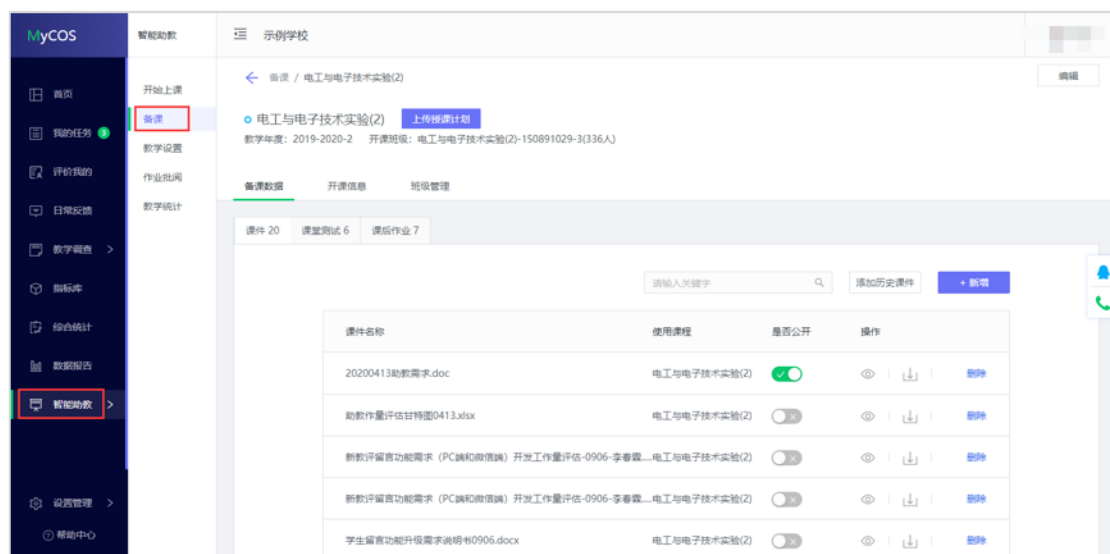 MyCOS
智能助教
示例学校
首页
我的任务 3
评价我的
日常反馈
教学调查 >
指标库
综合统计
数据报告
智能助教 >
设置管理 >
帮助中心
开始上课
备课
教学设置
作业批阅
教学统计
← 备课 / 电工与电子技术实验(2)
编辑
电工与电子技术实验(2) 上传授课计划
教学年度：2019-2020-2 开课班级：电工与电子技术实验(2)-150891029-3(336人)
备课数据 开课信息 班级管理
课件 20 课堂测试 6 课后作业 7
请输入关键字 添加历史课件 + 新增
课件名称 使用课程 是否公开 操作
20200413助教需求.doc 电工与电子技术实验(2) 删除
助教作量评估甘特图0413.xlsx 电工与电子技术实验(2) 删除
新教评留言功能需求（PC端和微信端）开发工作量评估-0906-李春霖... 电工与电子技术实验(2) 删除
新教评留言功能需求（PC端和微信端）开发工作量评估-0906-李春霖... 电工与电子技术实验(2) 删除
学生留言功能升级需求说明书0906.docx 电工与电子技术实验(2) 删除